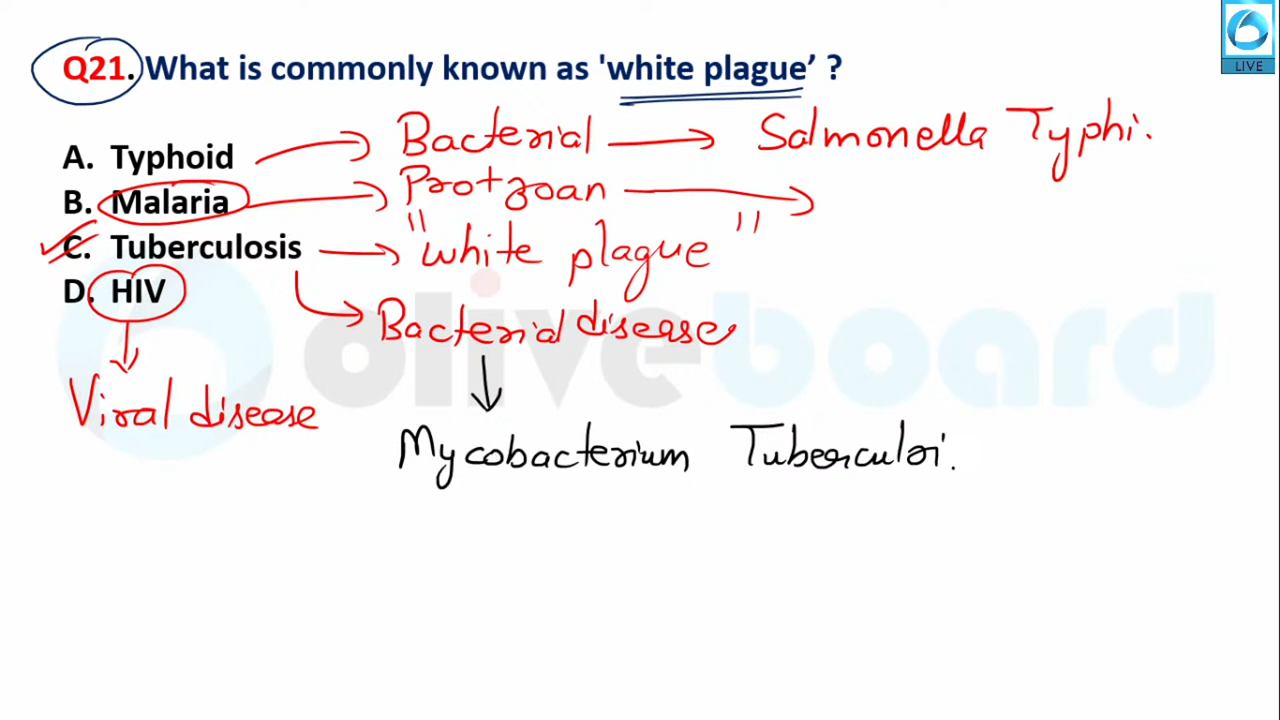 Q21. What is commonly known as 'white plague’ ?
LIVE
A. Typhoid → Bacterial → Salmonella Typhi.
B. Malaria → Protzoan →
C. Tuberculosis → "white plague"
D. HIV
Bacterial disease
Viral disease
Mycobacterium Tuberculosi.
oliveboard